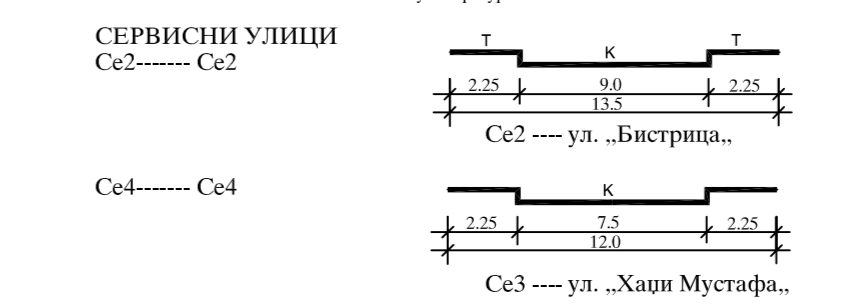 СЕРВИСНИ УЛИЦИ
Се2------- Се2
Т К Т
2.25 9.0 2.25
13.5
Се2 ---- ул. „Бистрица„
Се4------- Се4
К
2.25 7.5 2.25
12.0
Се3 ---- ул. „Хаџи Мустафа„